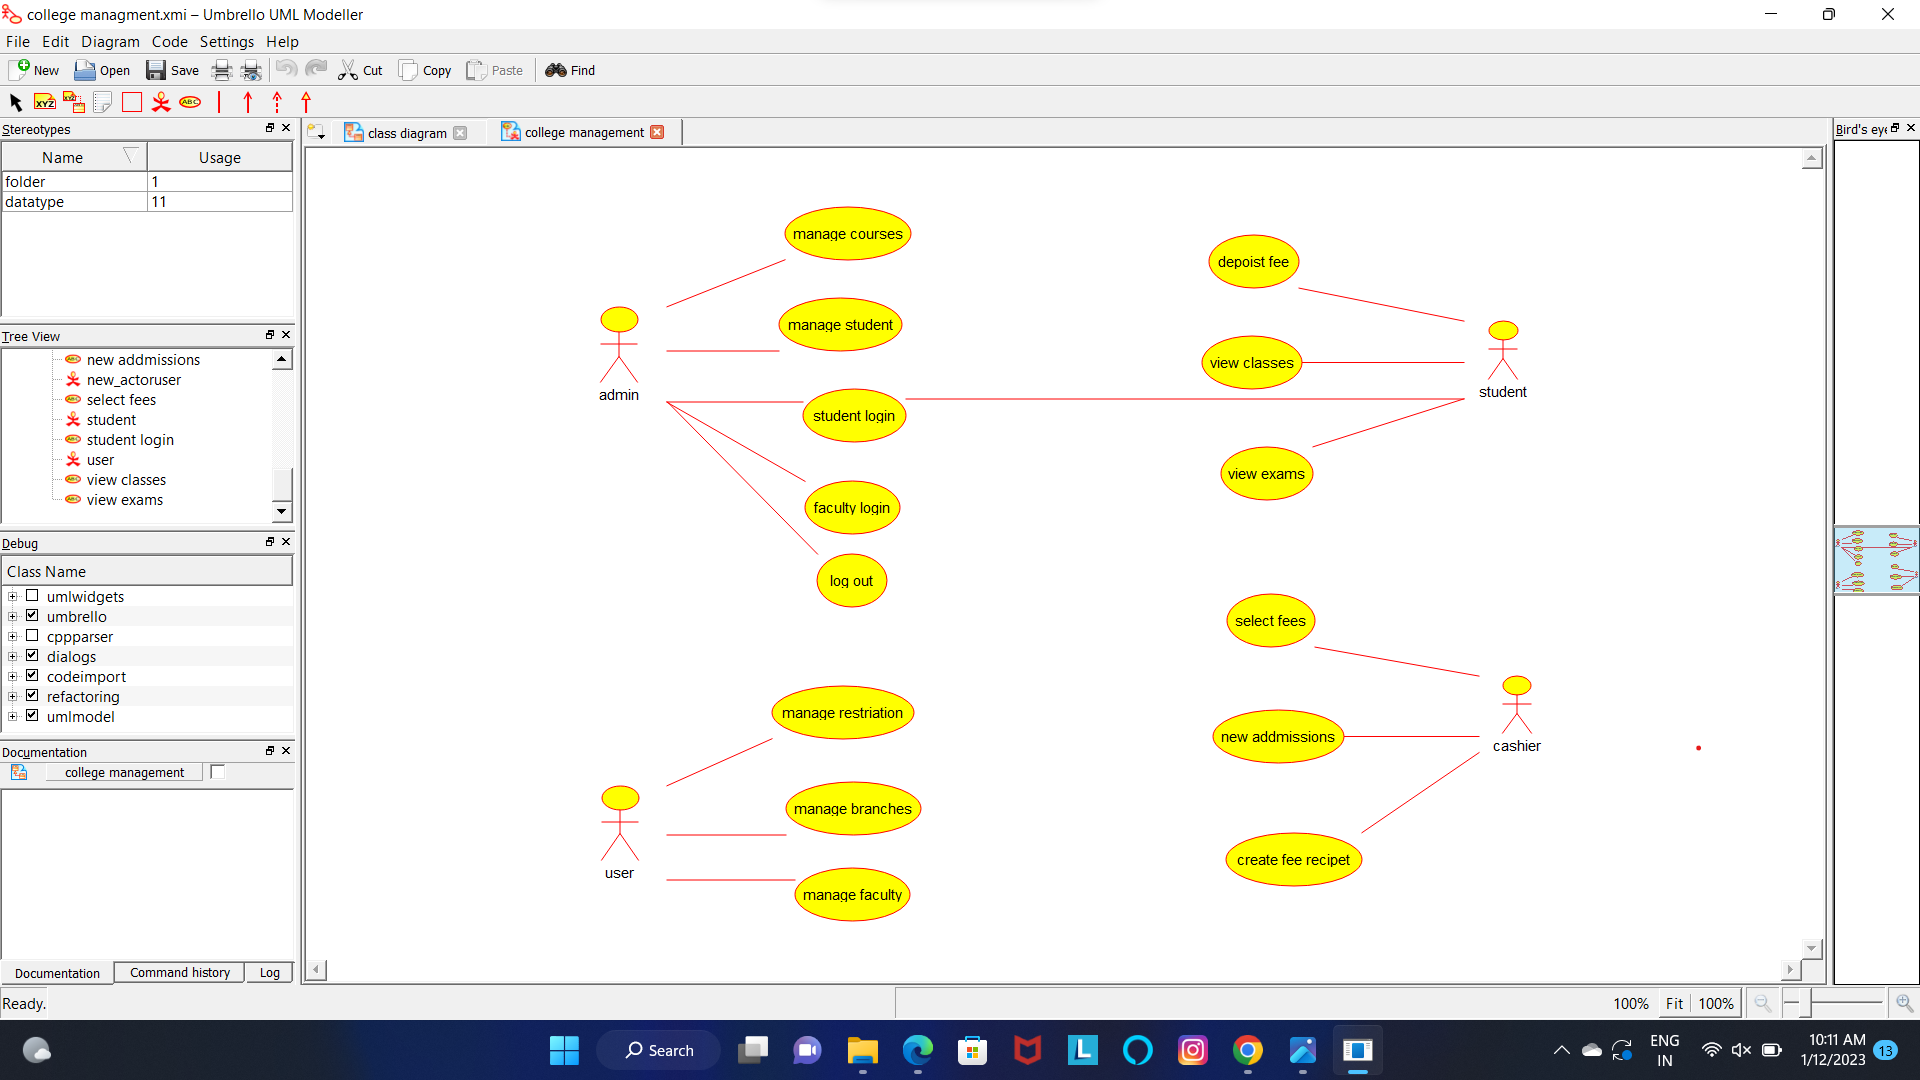 college managment.xmi – Umbrello UML Modeller
File Edit Diagram Code Settings Help
New Open Save Cut Copy Paste Find
XYZ XYZ ABC
Stereotypes
Name Usage
folder 1
datatype 11
Tree View
new addmissions
new_actoruser
select fees
student
student login
user
view classes
view exams
Debug
Class Name
umlwidgets
umbrello
cppparser
dialogs
codeimport
refactoring
umlmodel
Documentation
college management
Documentation Command history Log
Ready.
class diagram college management
manage courses
manage student
admin
student login
faculty login
log out
depoist fee
view classes
student
view exams
manage restriation
manage branches
user
manage faculty
select fees
new addmissions
cashier
create fee recipet
Bird's eye
100% Fit 100%
Search
L
ENG
IN
10:11 AM
1/12/2023
13